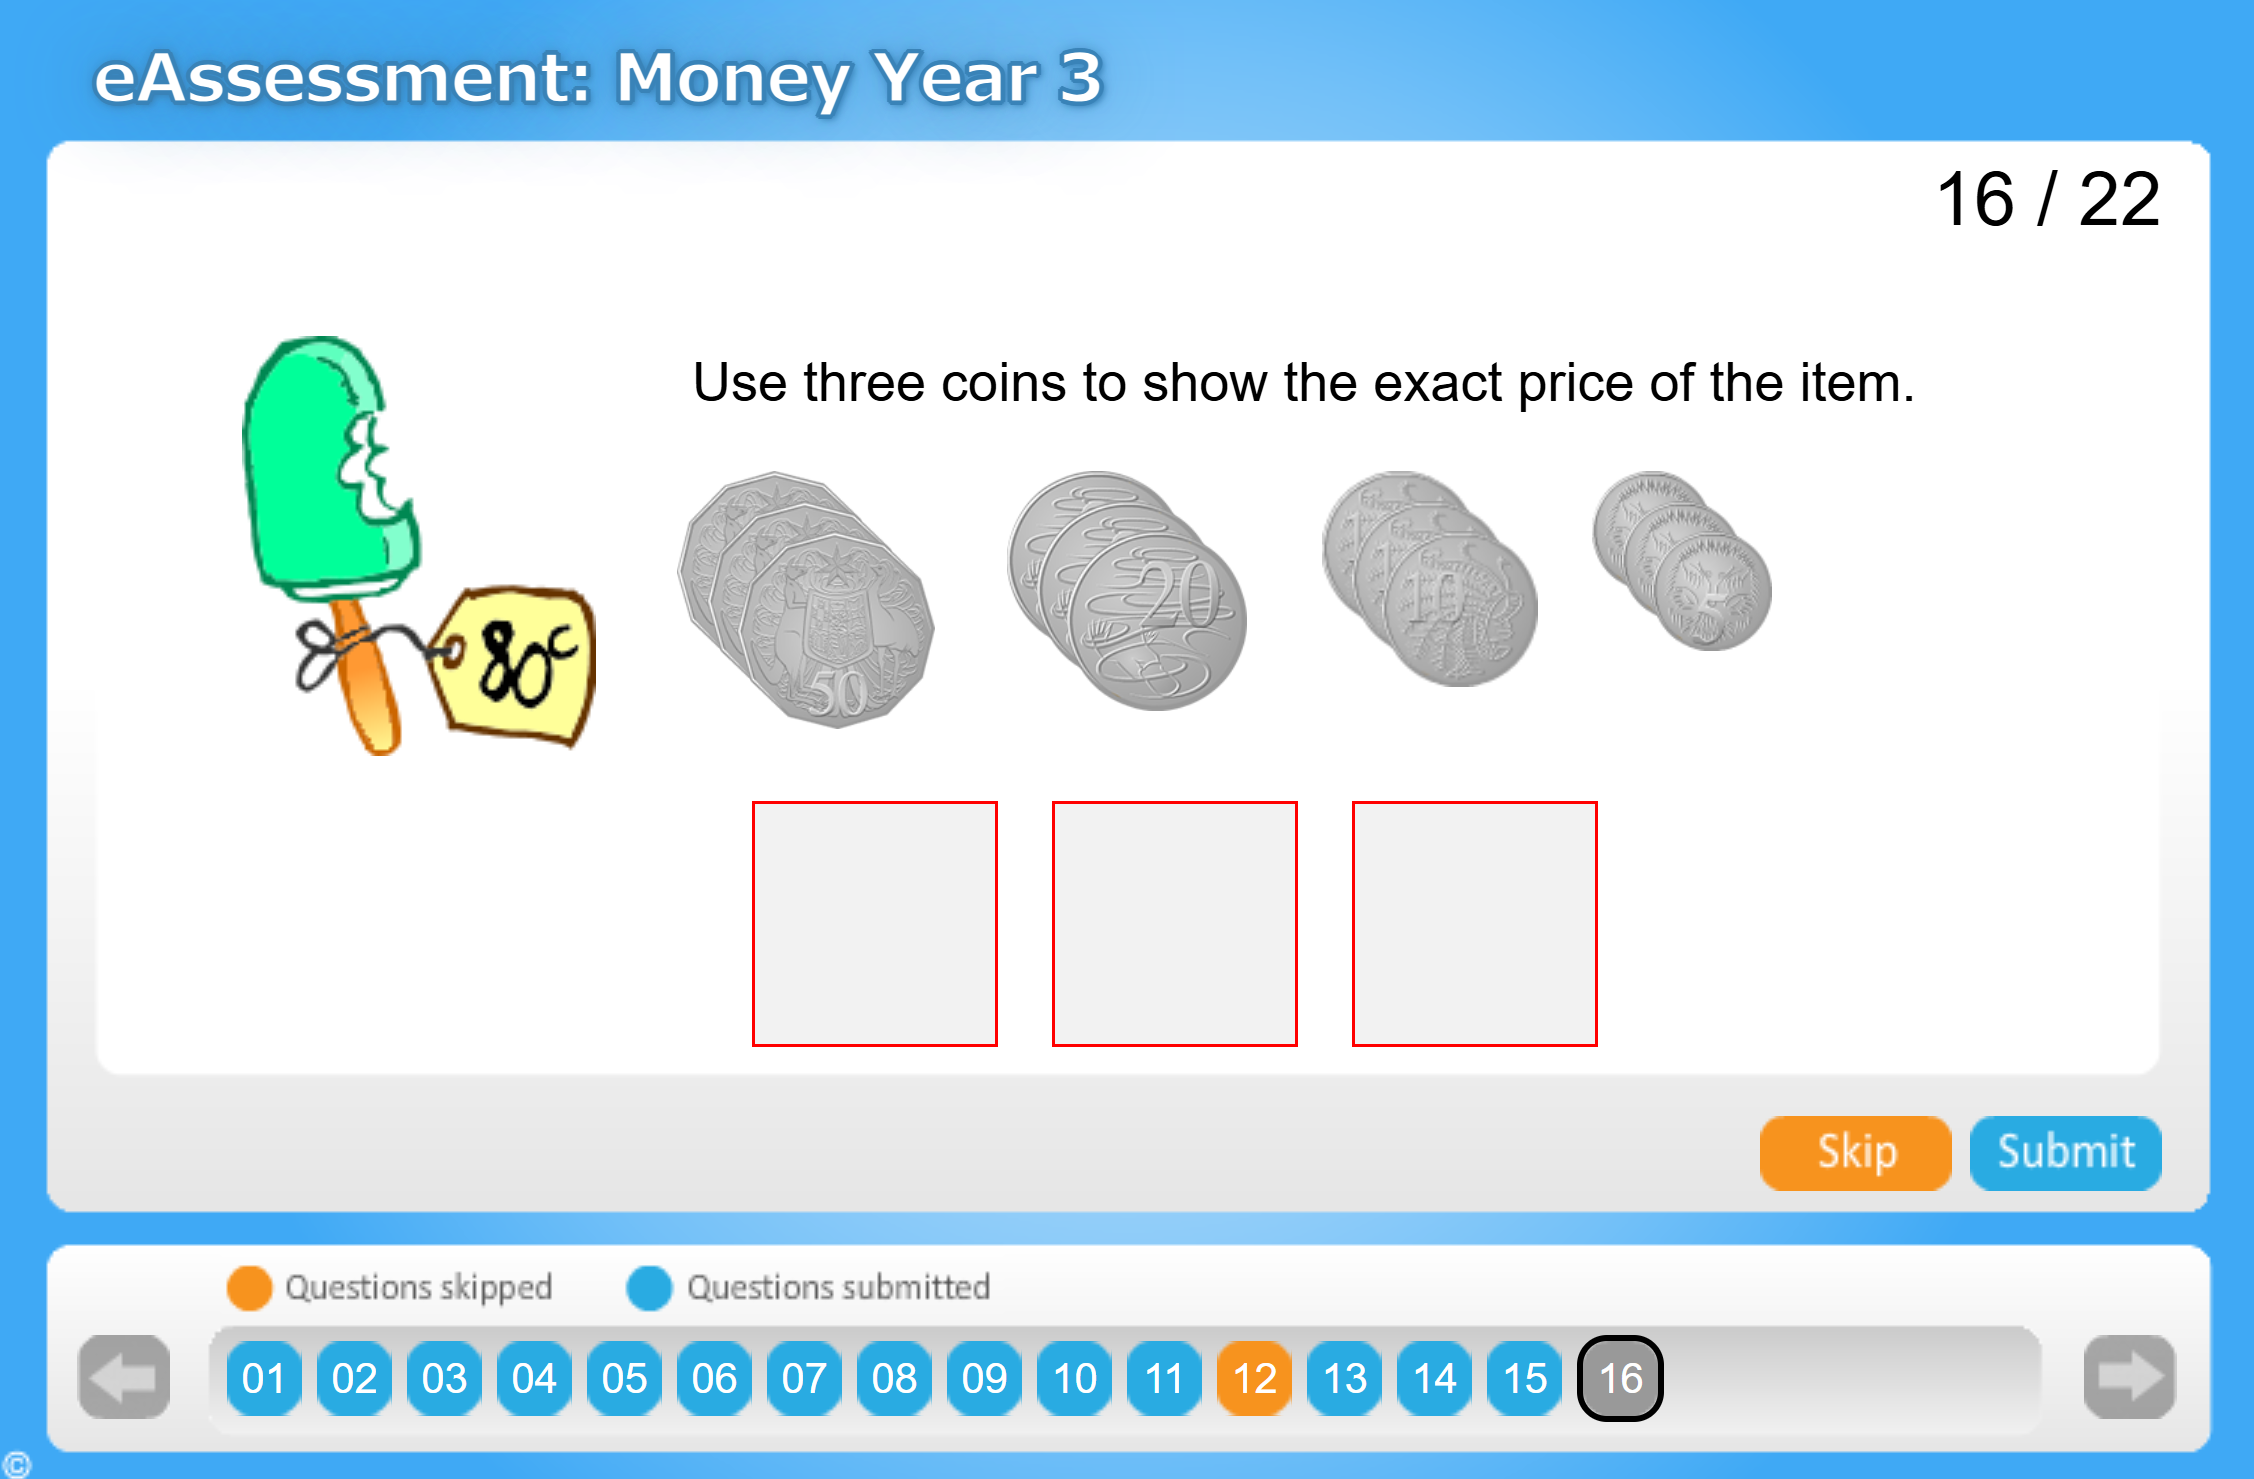 eAssessment: Money Year 3
16 / 22
Use three coins to show the exact price of the item.
80c
50
20
10
5
Skip
Submit
Questions skipped
Questions submitted
01 02 03 04 05 06 07 08 09 10 11 12 13 14 15 16
©